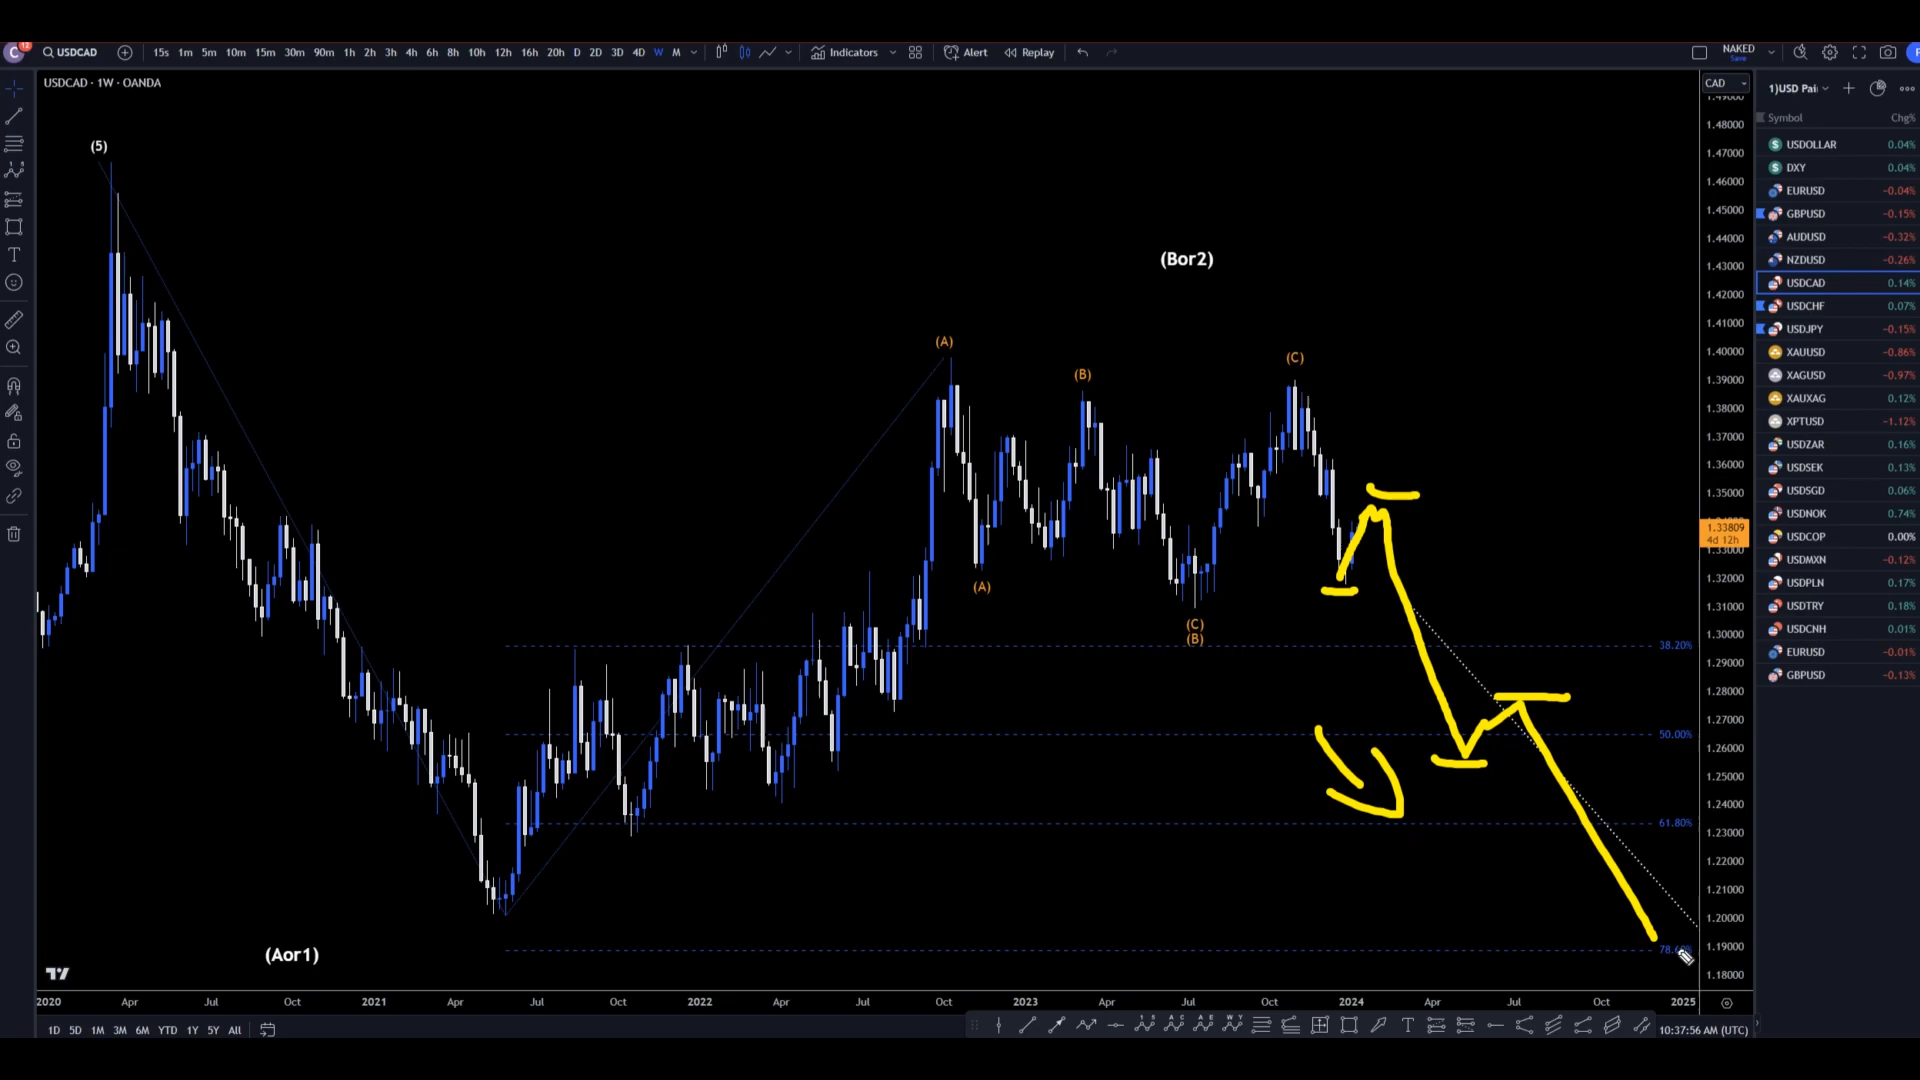 C 12 USDCAD 15s 1m 5m 10m 15m 30m 90m 1h 2h 3h 4h 6h 8h 10h 12h 16h 20h D 2D 3D 4D W M Indicators Alert Replay NAKED
Save
USDCAD · 1W · OANDA
CAD
1)USD Pai
Symbol Chg%
USDOLLAR 0.04%
DXY 0.04%
EURUSD −0.04%
GBPUSD −0.15%
AUDUSD −0.32%
NZDUSD −0.26%
USDCAD 0.14%
USDCHF 0.07%
USDJPY −0.15%
XAUUSD −0.86%
XAGUSD −0.97%
XAUXAG 0.12%
XPTUSD −1.12%
USDZAR 0.16%
USDSEK 0.13%
USDSGD 0.06%
USDNOK 0.74%
USDCOP 0.00%
USDMXN −0.12%
USDPLN 0.17%
USDTRY 0.18%
USDCNH 0.01%
EURUSD −0.01%
GBPUSD −0.13%
(5)
(Bor2)
(A)
(B)
(C)
(A)
(C)
(B)
(Aor1)
38.20%
50.00%
61.80%
1.48000
1.47000
1.46000
1.45000
1.44000
1.43000
1.42000
1.41000
1.40000
1.39000
1.38000
1.37000
1.36000
1.35000
1.33809
4d 12h
1.33000
1.32000
1.31000
1.30000
1.29000
1.28000
1.27000
1.26000
1.25000
1.24000
1.23000
1.22000
1.21000
1.20000
1.19000
1.18000
2020 Apr Jul Oct 2021 Apr Jul Oct 2022 Apr Jul Oct 2023 Apr Jul Oct 2024 Apr Jul Oct 2025
1D 5D 1M 3M 6M YTD 1Y 5Y All
10:37:56 AM (UTC)